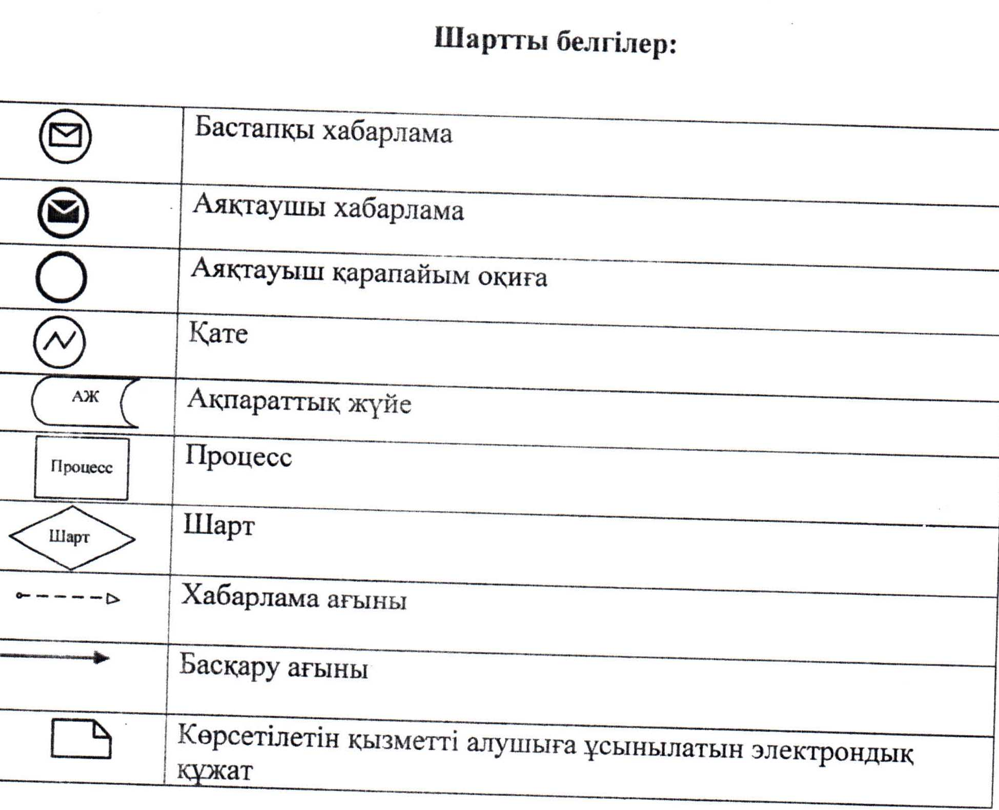 Шартты белгілер:
Бастапқы хабарлама
Аяқтаушы хабарлама
Аяқтауыш қарапайым оқиға
Қате
АЖ
Ақпараттық жүйе
Процесс
Процесс
Шарт
Шарт
Хабарлама ағыны
Басқару ағыны
Көрсетілетін қызметті алушыға ұсынылатын электрондық
құжат